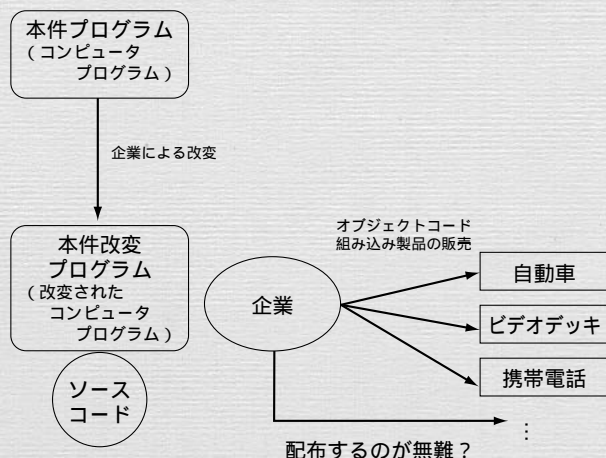 本件プログラム
(コンピュータ
プログラム)
企業による改変
本件改変
プログラム
(改変された
コンピュータ
プログラム)
ソース
コード
オブジェクトコード
組み込み製品の販売
企業
自動車
ビデオデッキ
携帯電話
⋮
配布するのが無難?